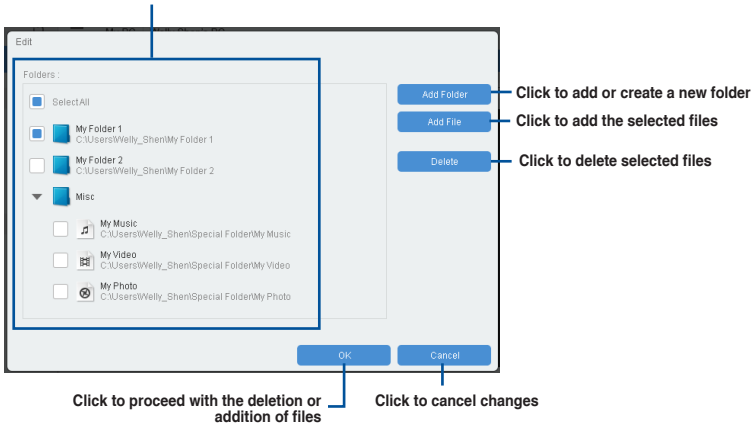 Edit
Folders :
SelectAll
My Folder 1
C:\Users\Welly_Shen\My Folder 1
My Folder 2
C:\Users\Welly_Shen\My Folder 2
Misc
My Music
C:\Users\Welly_Shen\Special Folder\My Music
My Video
C:\Users\Welly_Shen\Special Folder\My Video
My Photo
C:\Users\Welly_Shen\Special Folder\My Photo
Add Folder
Click to add or create a new folder
Add File
Click to add the selected files
Delete
Click to delete selected files
OK
Cancel
Click to proceed with the deletion or
addition of files
Click to cancel changes